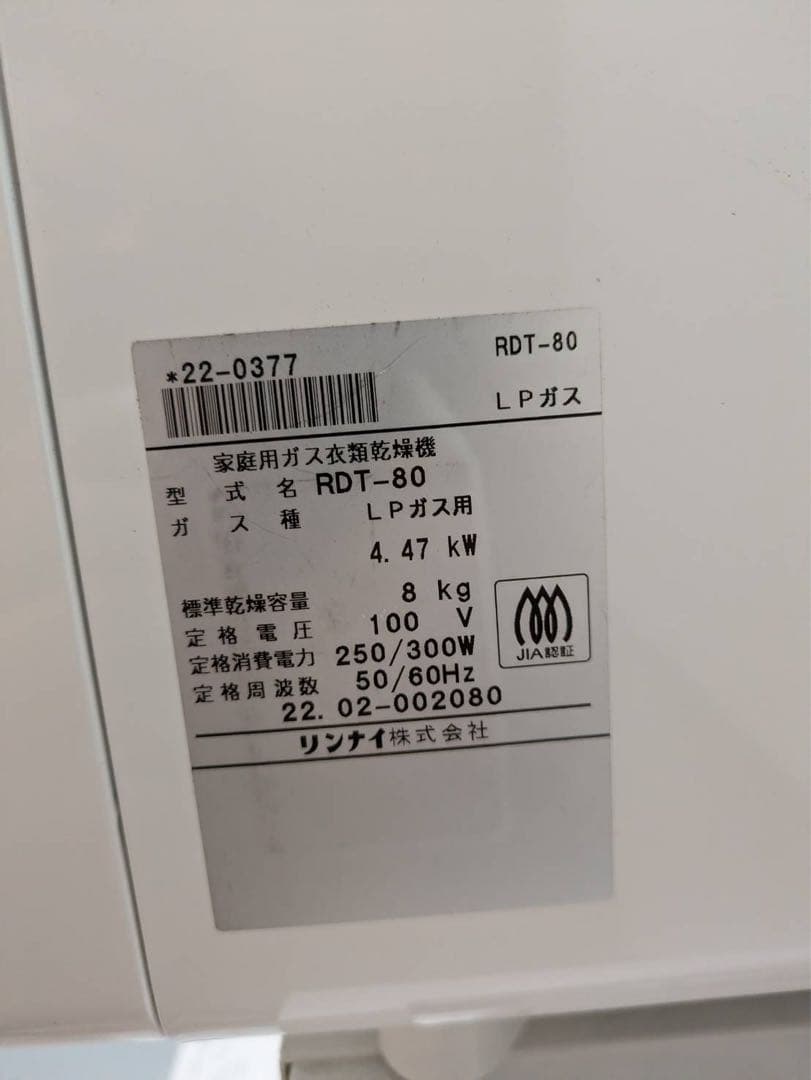 *22-0377
RDT-80
LPガス
家庭用ガス衣類乾燥機
型式名 RDT-80
ガス種 LPガス用
4.47 kW
標準乾燥容量 8 kg
定格電圧 100 V
定格消費電力 250/300W
定格周波数 50/60Hz
22.02-002080
JIA認証
リンナイ株式会社